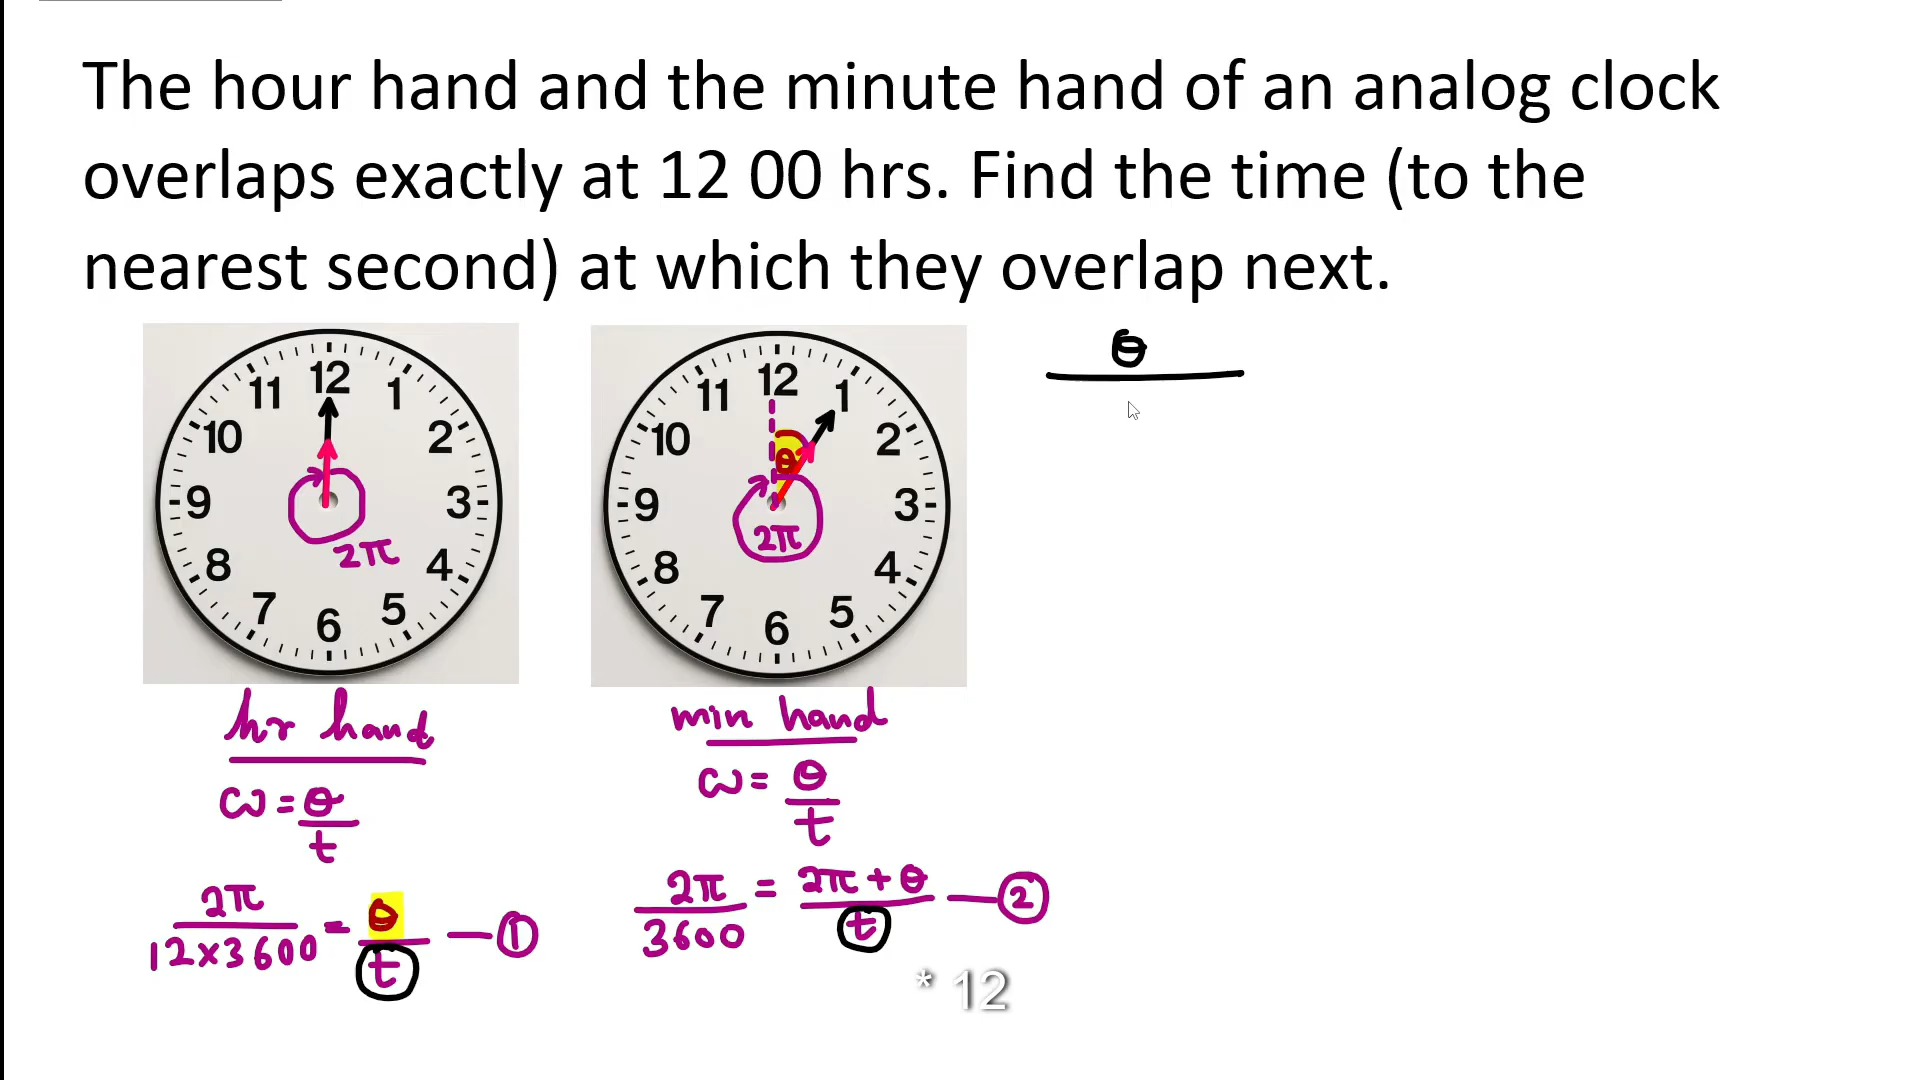 The hour hand and the minute hand of an analog clock
overlaps exactly at 12 00 hrs. Find the time (to the
nearest second) at which they overlap next.
12
11 1
10 2
9 3
8 4
7 5
6
2π
12
11 1
10 2
θ
9 3
2π
8 4
7 5
6
θ
hr hand
ω = θ/t
2π/(12×3600) = θ/t — ①
min hand
ω = θ/t
2π/3600 = (2π + θ)/t — ②
* 12